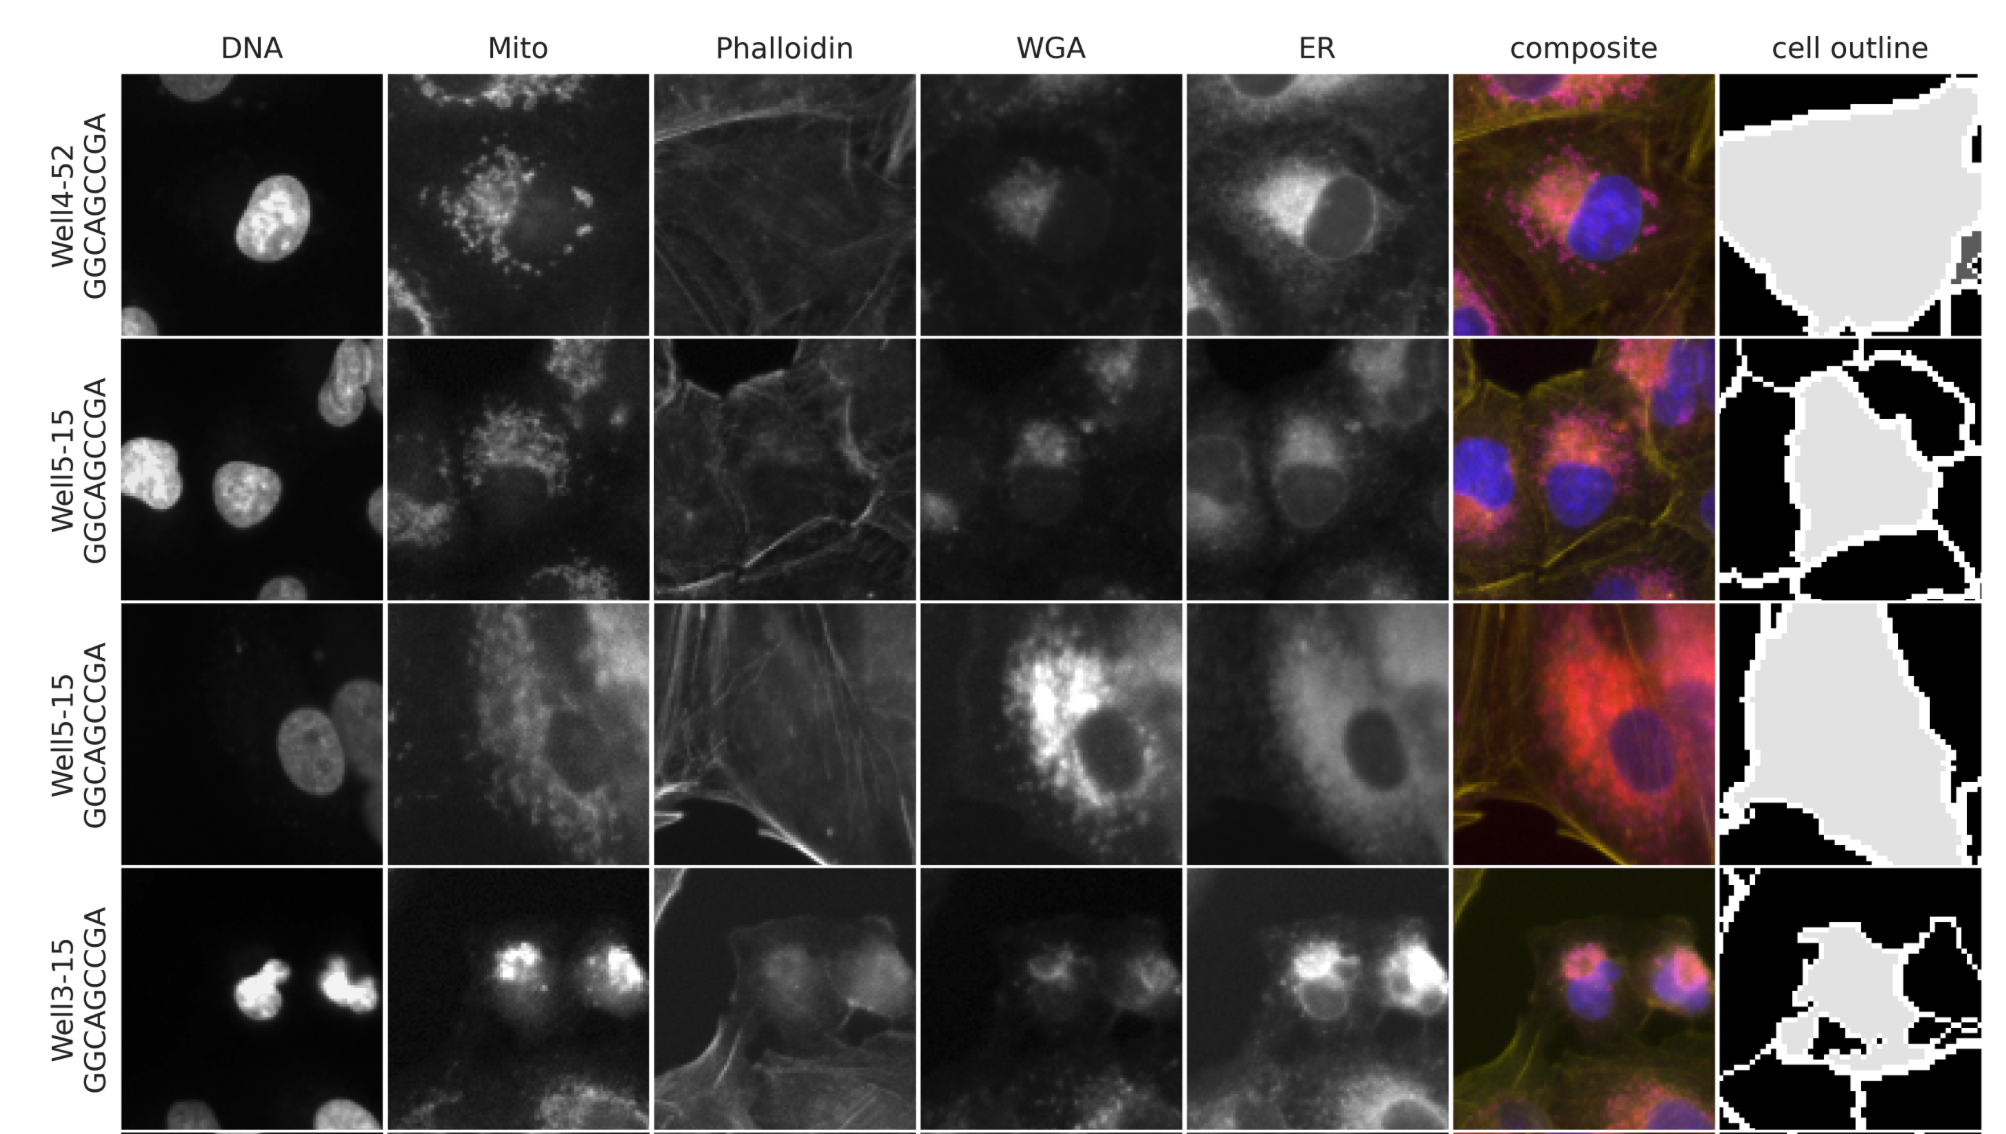 DNA
Mito
Phalloidin
WGA
ER
composite
cell outline
Well4-52
GGCAGCCGA
Well5-15
GGCAGCCGA
Well5-15
GGCAGCCGA
Well3-15
GGCAGCCGA